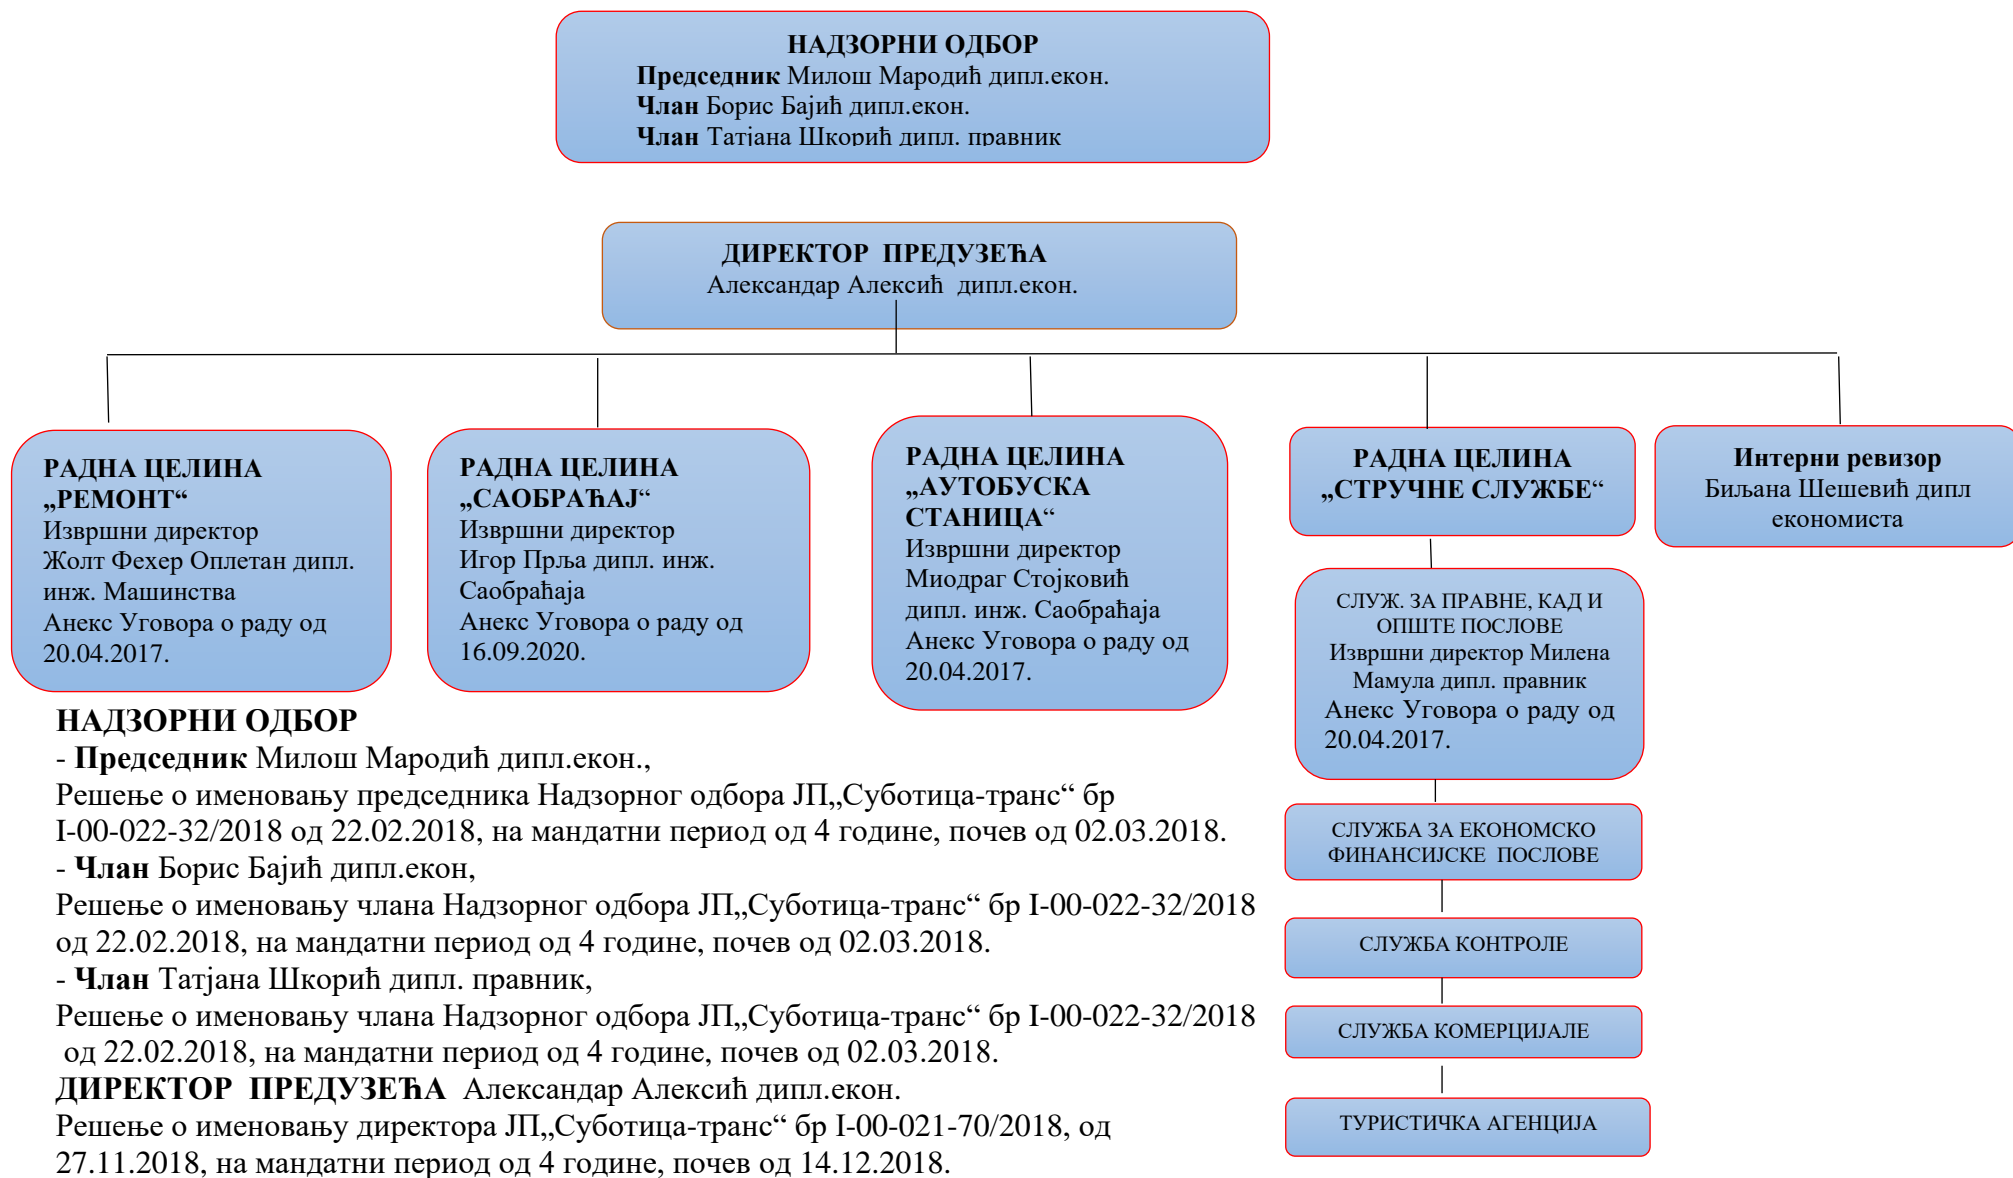 НАДЗОРНИ ОДБОР
Председник Милош Мародић дипл.екон.
Члан Борис Бајић дипл.екон.
Члан Татјана Шкорић дипл. правник
ДИРЕКТОР ПРЕДУЗЕЋА
Александар Алексић дипл.екон.
РАДНА ЦЕЛИНА
„РЕМОНТ“
Извршни директор
Жолт Фехер Оплетан дипл.
инж. Машинства
Анекс Уговора о раду од
20.04.2017.
РАДНА ЦЕЛИНА
„САОБРАЋАЈ“
Извршни директор
Игор Прља дипл. инж.
Саобраћаја
Анекс Уговора о раду од
16.09.2020.
РАДНА ЦЕЛИНА
„АУТОБУСКА
СТАНИЦА“
Извршни директор
Миодраг Стојковић
дипл. инж. Саобраћаја
Анекс Уговора о раду од
20.04.2017.
РАДНА ЦЕЛИНА
„СТРУЧНЕ СЛУЖБЕ“
Интерни ревизор
Биљана Шешевић дипл
економиста
СЛУЖ. ЗА ПРАВНЕ, КАД И
ОПШТЕ ПОСЛОВЕ
Извршни директор Милена
Мамула дипл. правник
Анекс Уговора о раду од
20.04.2017.
СЛУЖБА ЗА ЕКОНОМСКО
ФИНАНСИЈСКЕ ПОСЛОВЕ
СЛУЖБА КОНТРОЛЕ
СЛУЖБА КОМЕРЦИЈАЛЕ
ТУРИСТИЧКА АГЕНЦИЈА
НАДЗОРНИ ОДБОР
- Председник Милош Мародић дипл.екон.,
Решење о именовању председника Надзорног одбора ЈП„Суботица-транс“ бр
I-00-022-32/2018 од 22.02.2018, на мандатни период од 4 године, почев од 02.03.2018.
- Члан Борис Бајић дипл.екон,
Решење о именовању члана Надзорног одбора ЈП„Суботица-транс“ бр I-00-022-32/2018
од 22.02.2018, на мандатни период од 4 године, почев од 02.03.2018.
- Члан Татјана Шкорић дипл. правник,
Решење о именовању члана Надзорног одбора ЈП„Суботица-транс“ бр I-00-022-32/2018
од 22.02.2018, на мандатни период од 4 године, почев од 02.03.2018.
ДИРЕКТОР ПРЕДУЗЕЋА Александар Алексић дипл.екон.
Решење о именовању директора ЈП„Суботица-транс“ бр I-00-021-70/2018, од
27.11.2018, на мандатни период од 4 године, почев од 14.12.2018.